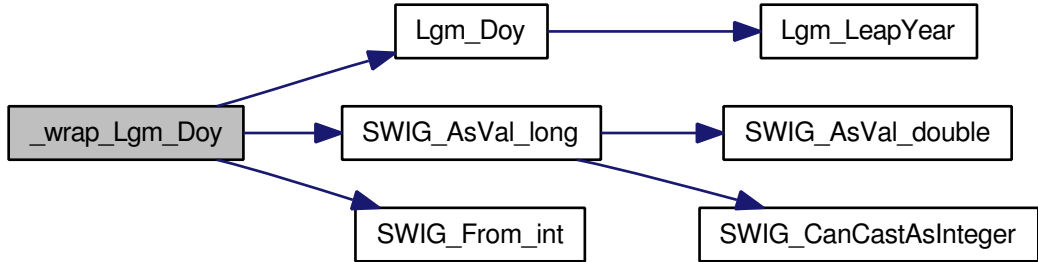 Lgm_Doy
Lgm_LeapYear
_wrap_Lgm_Doy
SWIG_AsVal_long
SWIG_AsVal_double
SWIG_From_int
SWIG_CanCastAsInteger